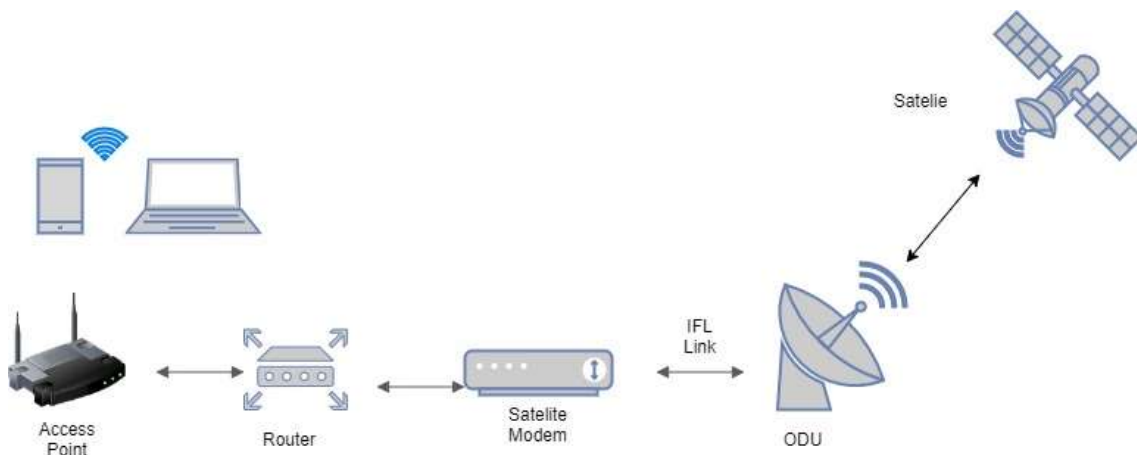 Satelie
IFL
Link
Access
Point
Router
Satelite
Modem
ODU